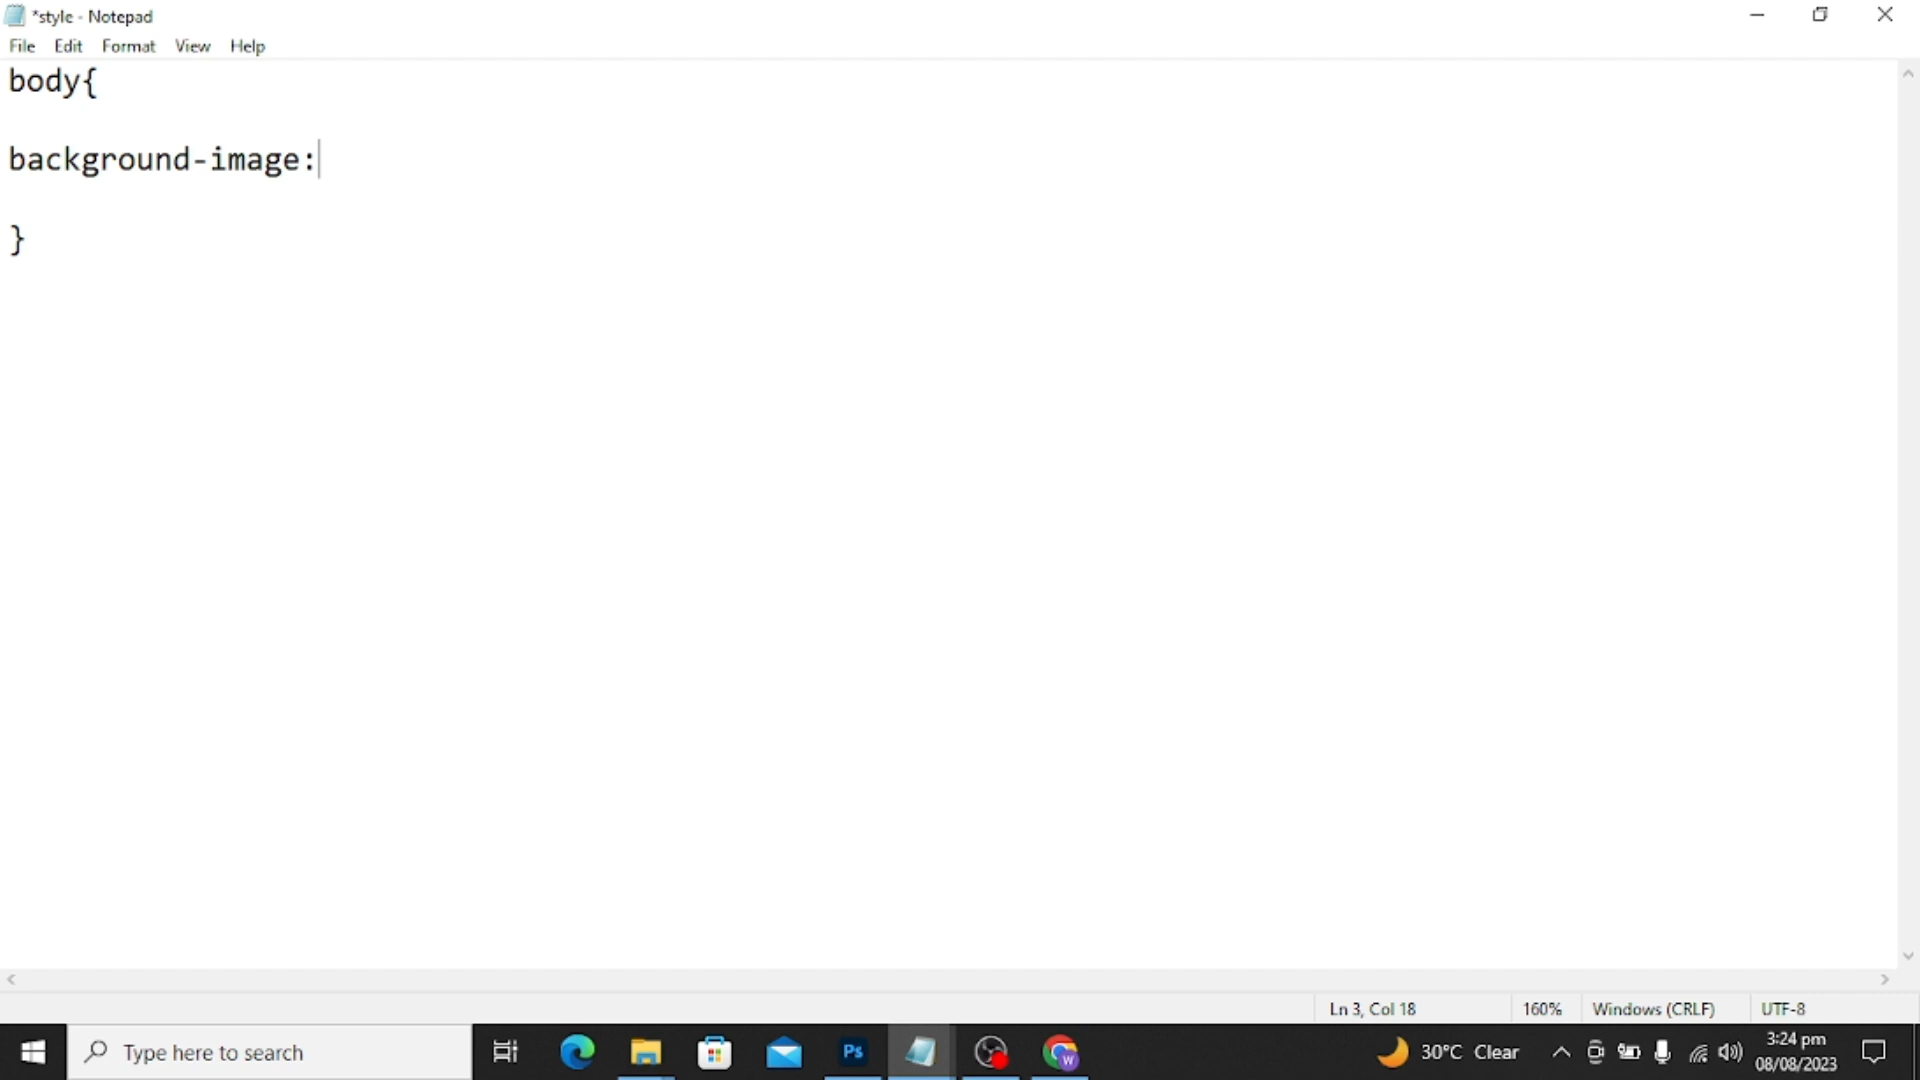 *style - Notepad
File Edit Format View Help
body{
background-image:
}
Ln 3, Col 18 160% Windows (CRLF) UTF-8
Type here to search Ps W 30°C Clear 3:24 pm
08/08/2023